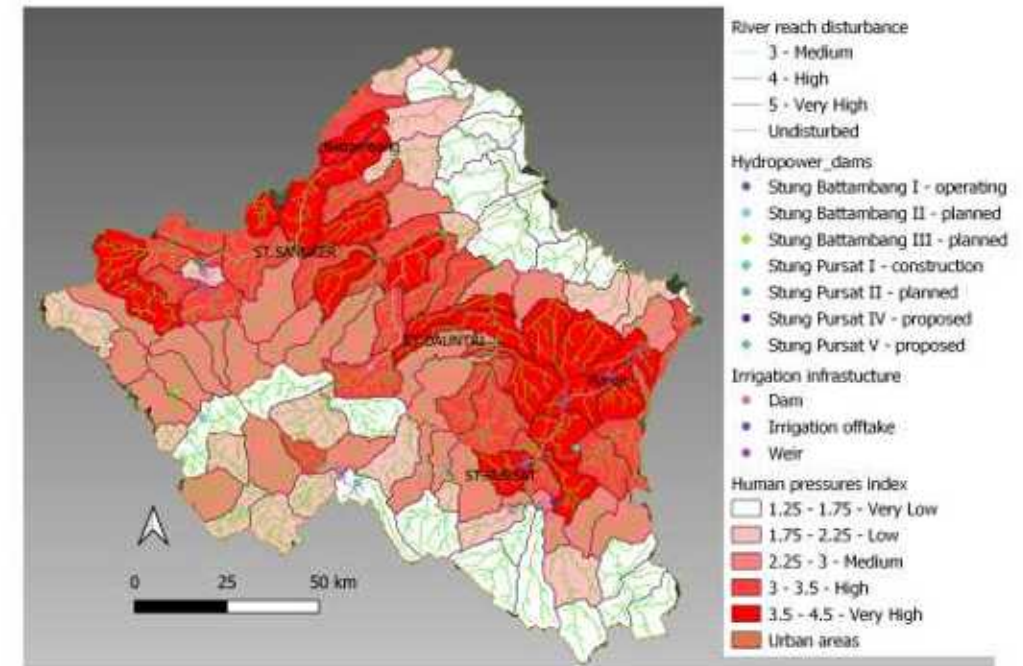 River reach disturbance
3 - Medium
4 - High
5 - Very High
Undisturbed
Hydropower_dams
Stung Battambang I - operating
Stung Battambang II - planned
Stung Battambang III - planned
Stung Pursat I - construction
Stung Pursat II - planned
Stung Pursat IV - proposed
Stung Pursat V - proposed
Irrigation infrastucture
Dam
Irrigation offtake
Weir
Human pressures index
1.25 - 1.75 - Very Low
1.75 - 2.25 - Low
2.25 - 3 - Medium
3 - 3.5 - High
3.5 - 4.5 - Very High
Urban areas
Battambang
0 25 50 km